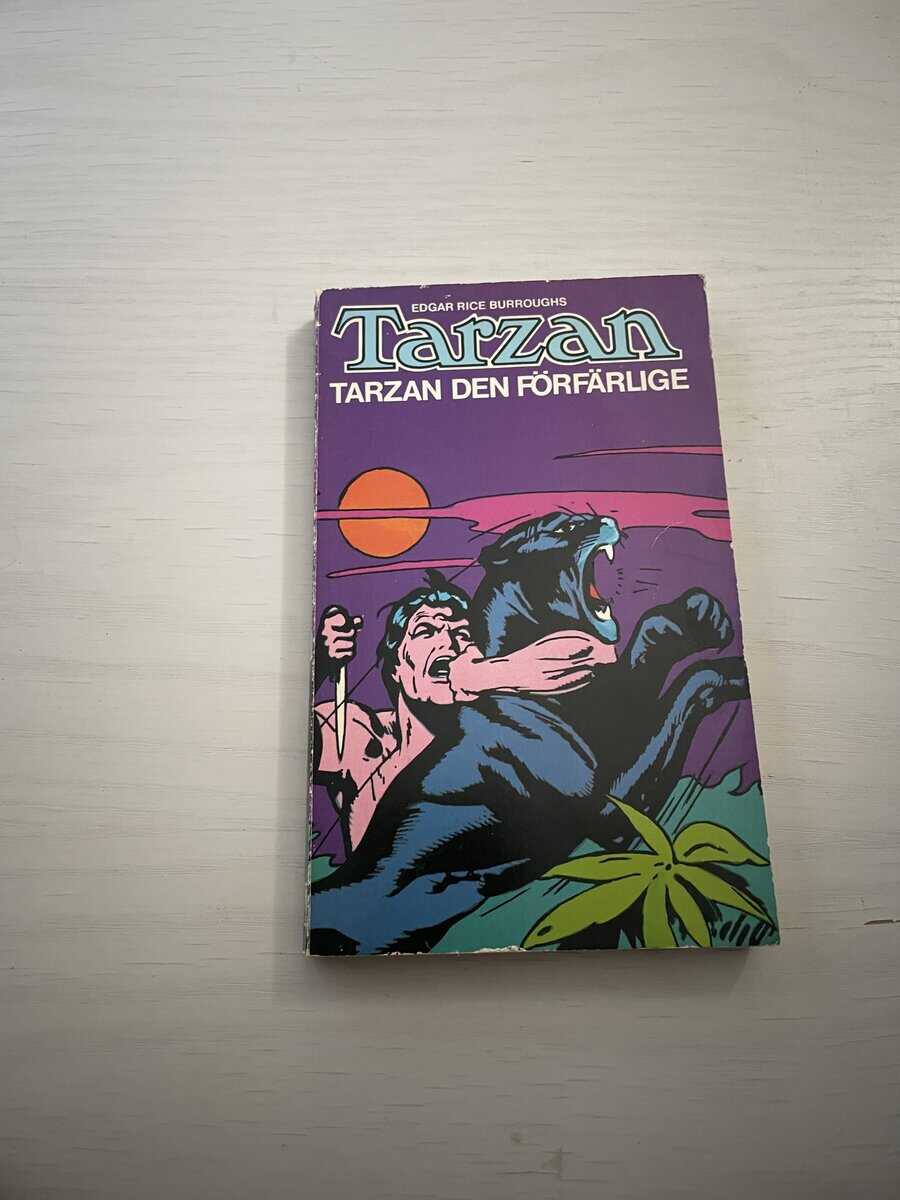 EDGAR RICE BURROUGHS
Tarzan
TARZAN DEN FÖRFÄRLIGE